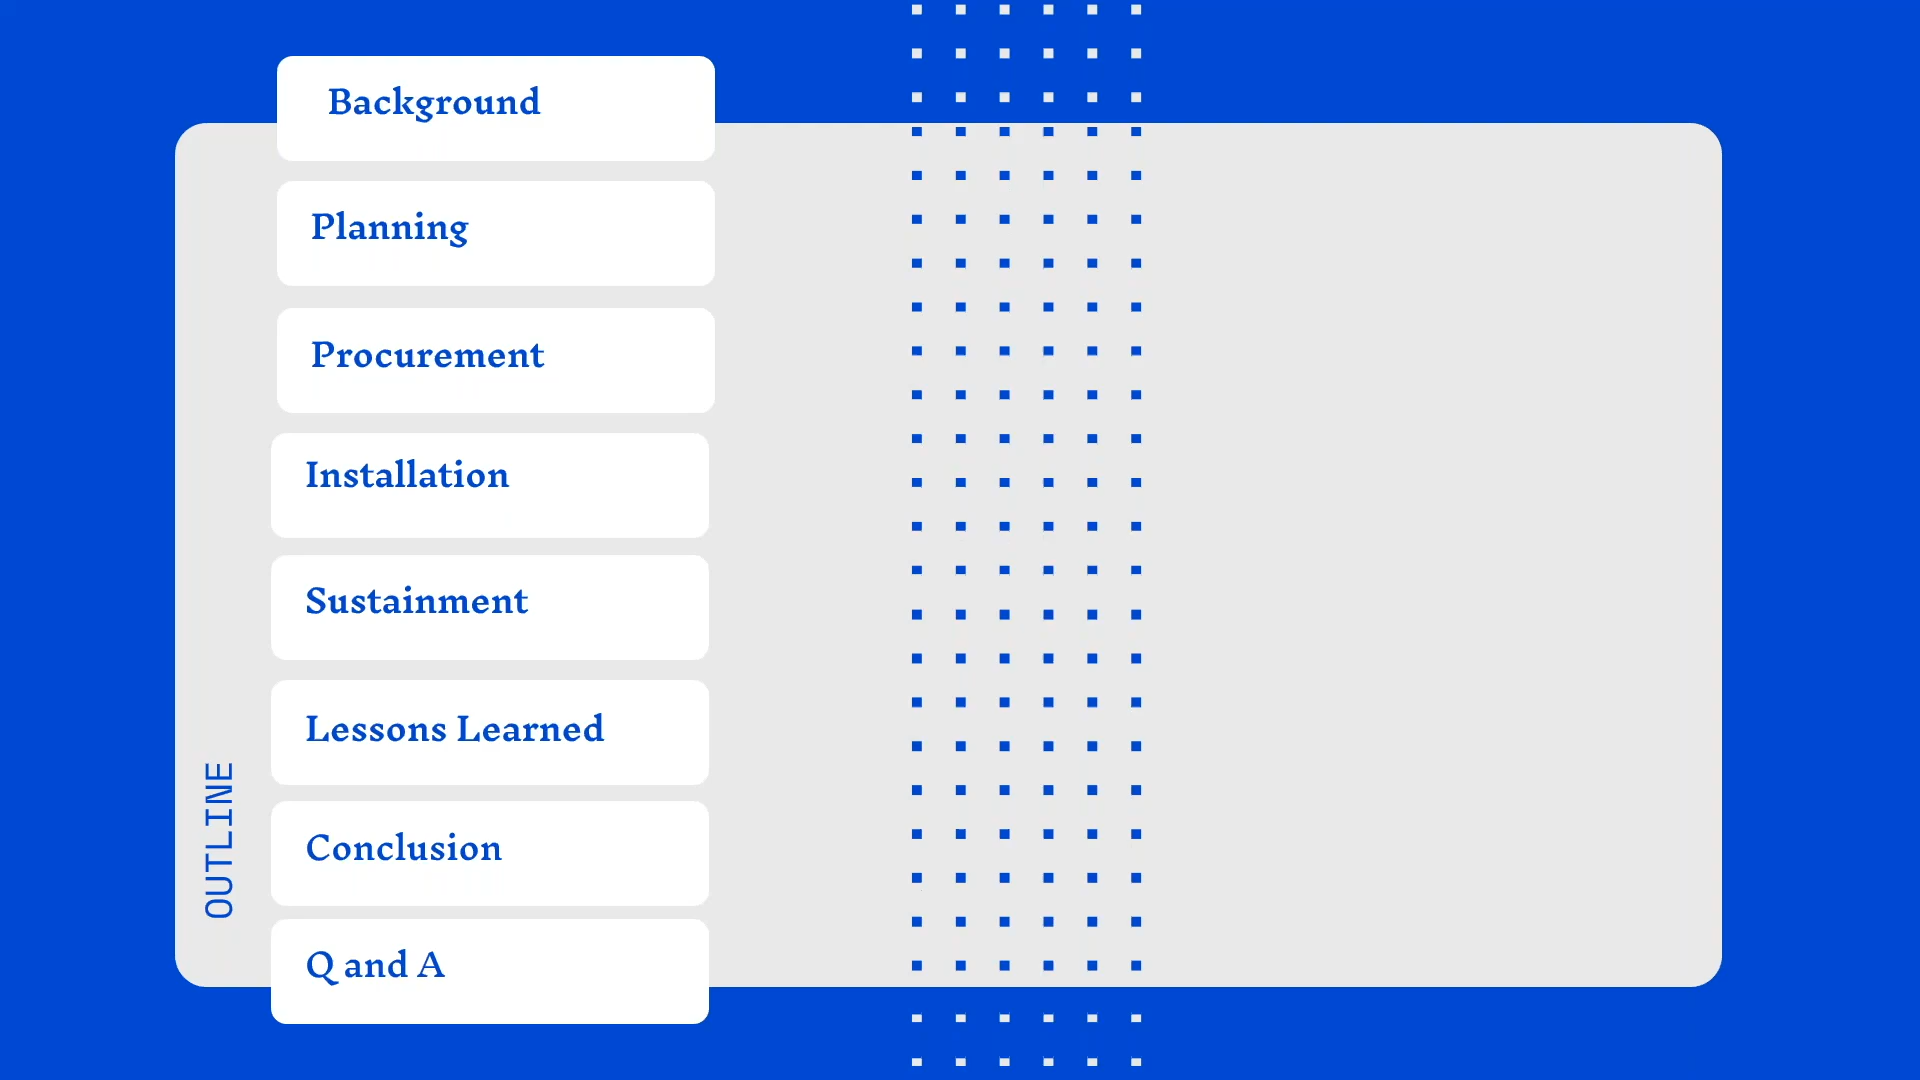 Background
Planning
Procurement
Installation
Sustainment
Lessons Learned
Conclusion
Q and A
OUTLINE